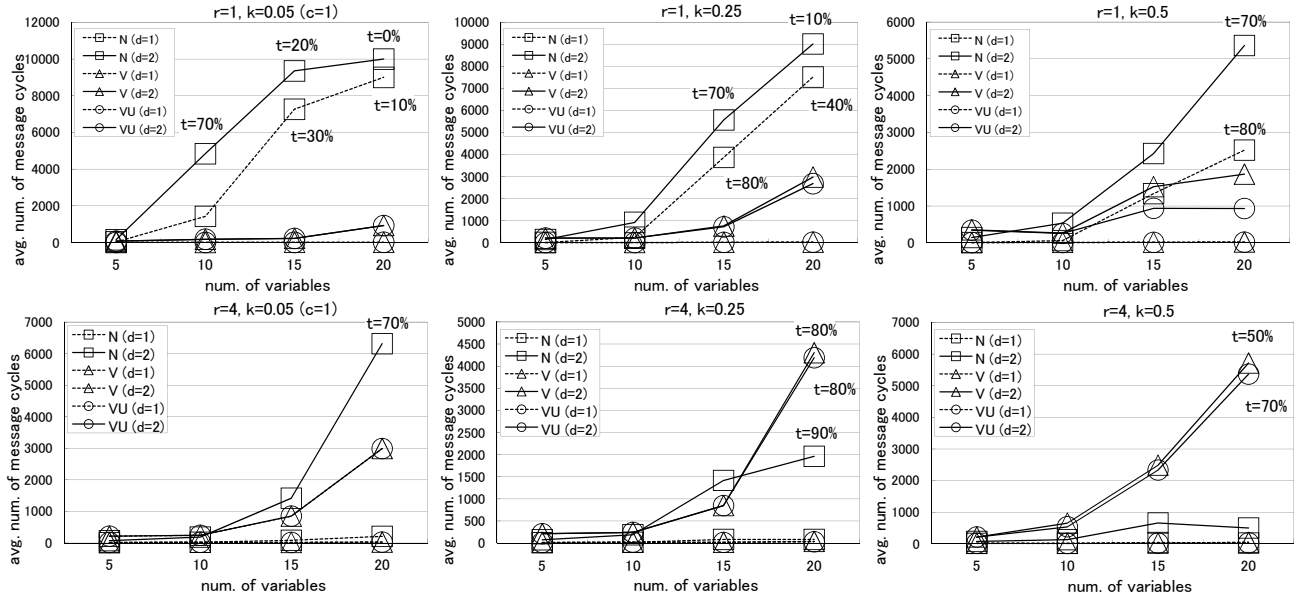 r=1, k=0.05 (c=1)
avg. num. of message cycles
12000
10000
8000
6000
4000
2000
0
N (d=1)
N (d=2)
V (d=1)
V (d=2)
VU (d=1)
VU (d=2)
t=70%
t=20%
t=0%
t=30%
t=10%
5 10 15 20
num. of variables
r=1, k=0.25
avg. num. of message cycles
10000
9000
8000
7000
6000
5000
4000
3000
2000
1000
0
N (d=1)
N (d=2)
V (d=1)
V (d=2)
VU (d=1)
VU (d=2)
t=10%
t=70%
t=40%
t=80%
5 10 15 20
num. of variables
r=1, k=0.5
avg. num. of message cycles
6000
5000
4000
3000
2000
1000
0
N (d=1)
N (d=2)
V (d=1)
V (d=2)
VU (d=1)
VU (d=2)
t=70%
t=80%
5 10 15 20
num. of variables
r=4, k=0.05 (c=1)
avg. num. of message cycles
7000
6000
5000
4000
3000
2000
1000
0
N (d=1)
N (d=2)
V (d=1)
V (d=2)
VU (d=1)
VU (d=2)
t=70%
5 10 15 20
num. of variables
r=4, k=0.25
avg. num. of message cycles
5000
4500
4000
3500
3000
2500
2000
1500
1000
500
0
N (d=1)
N (d=2)
V (d=1)
V (d=2)
VU (d=1)
VU (d=2)
t=80%
t=80%
t=90%
5 10 15 20
num. of variables
r=4, k=0.5
avg. num. of message cycles
7000
6000
5000
4000
3000
2000
1000
0
N (d=1)
N (d=2)
V (d=1)
V (d=2)
VU (d=1)
VU (d=2)
t=50%
t=70%
5 10 15 20
num. of variables